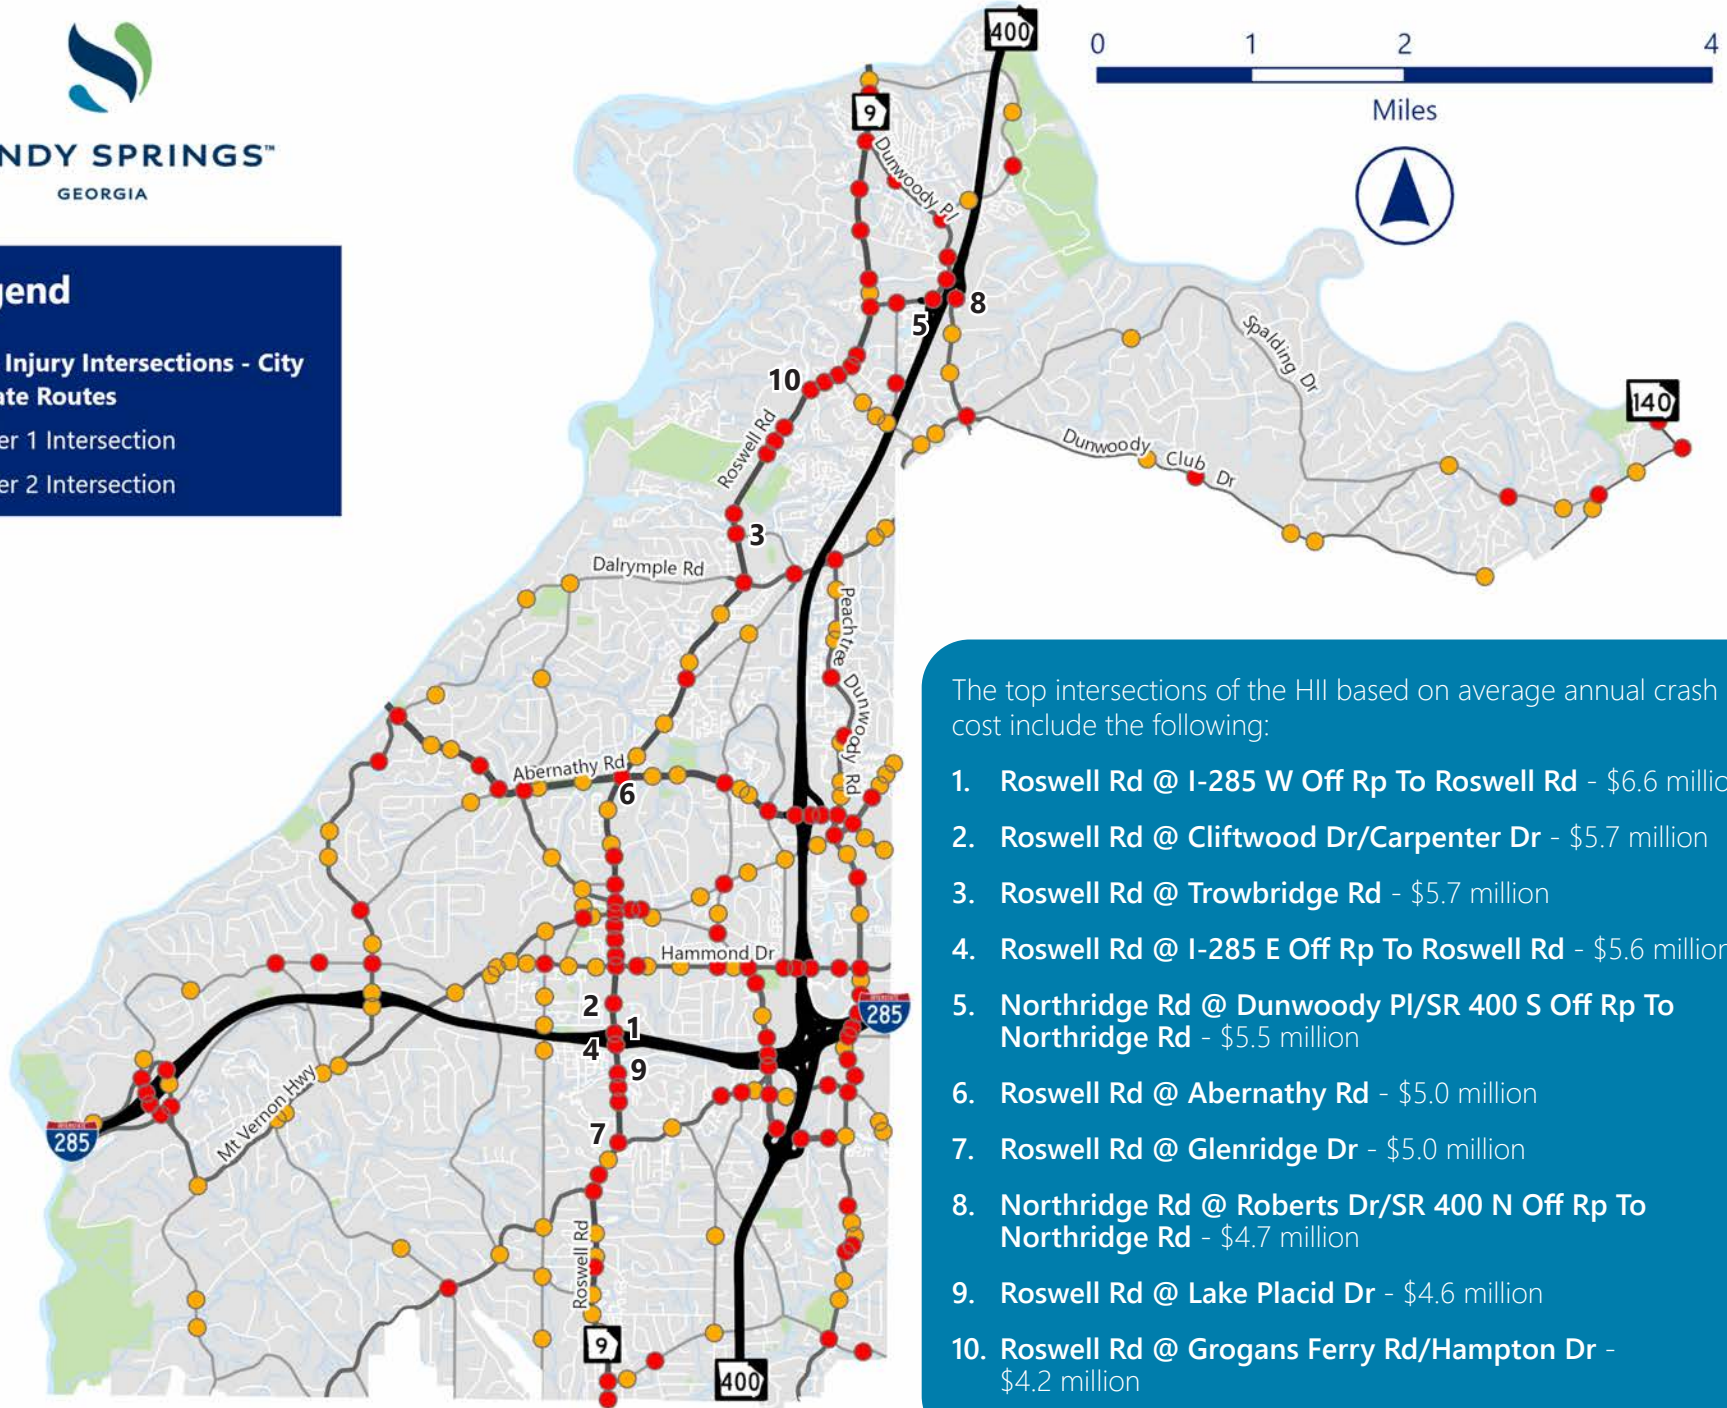 400
0 1 2 4
Miles
NDY SPRINGS™
GEORGIA
9
Dunwoody Pl
gend
Injury Intersections - City
ate Routes
er 1 Intersection
er 2 Intersection
8
5
Spalding Dr
10
140
Roswell Rd
Dunwoody Club Dr
3
Dalrymple Rd
Peachtree Dunwoody Rd
Abernathy Rd
6
Hammond Dr
2
1
4
285
9
Mt Vernon Hwy
285
7
Roswell Rd
9
400
The top intersections of the HII based on average annual crash
cost include the following:
1. Roswell Rd @ I-285 W Off Rp To Roswell Rd - $6.6 millio
2. Roswell Rd @ Cliftwood Dr/Carpenter Dr - $5.7 million
3. Roswell Rd @ Trowbridge Rd - $5.7 million
4. Roswell Rd @ I-285 E Off Rp To Roswell Rd - $5.6 million
5. Northridge Rd @ Dunwoody Pl/SR 400 S Off Rp To
Northridge Rd - $5.5 million
6. Roswell Rd @ Abernathy Rd - $5.0 million
7. Roswell Rd @ Glenridge Dr - $5.0 million
8. Northridge Rd @ Roberts Dr/SR 400 N Off Rp To
Northridge Rd - $4.7 million
9. Roswell Rd @ Lake Placid Dr - $4.6 million
10. Roswell Rd @ Grogans Ferry Rd/Hampton Dr -
$4.2 million